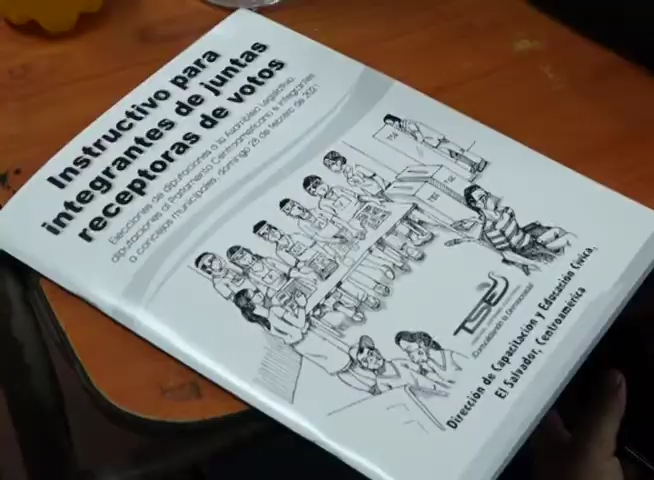 Instructivo para
integrantes de juntas
receptoras de votos
Elecciones de diputaciones a la Asamblea Legislativa,
diputaciones al Parlamento Centroamericano e integrantes
a concejos municipales, domingo 28 de febrero de 2021
TSE
Dirección de Capacitación y Educación Cívica,
El Salvador, Centroamérica